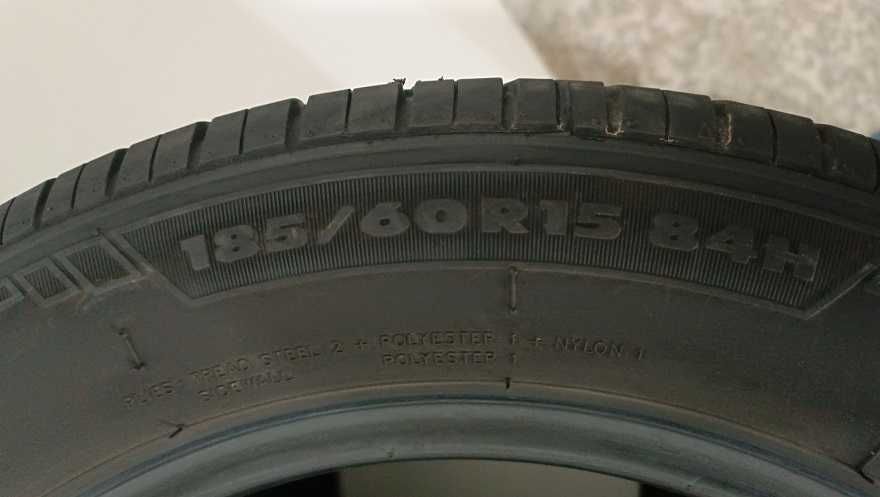 185/60R15 84H
PLIES: TREAD STEEL 2 + POLYESTER 1 + NYLON 1
SIDEWALL POLYESTER 1